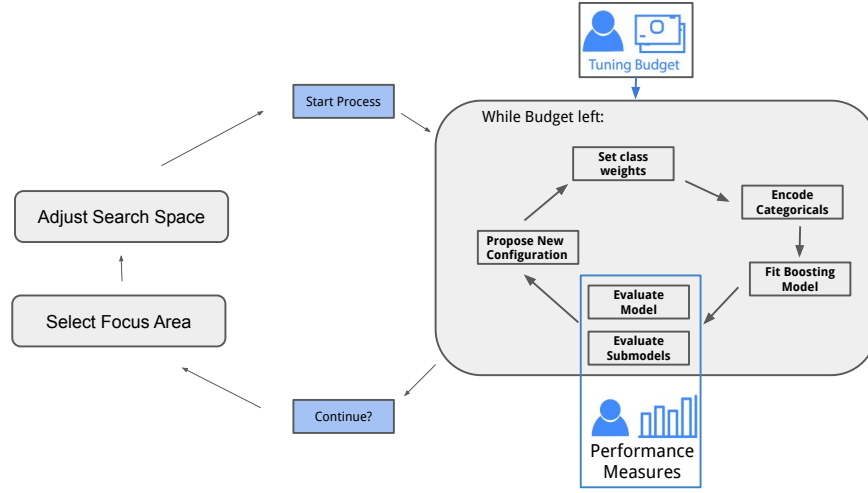 Tuning Budget
Start Process
While Budget left:
Set class
weights
Encode
Categoricals
Adjust Search Space
Propose New
Configuration
Fit Boosting
Model
Evaluate
Model
Select Focus Area
Evaluate
Submodels
Continue?
Performance
Measures